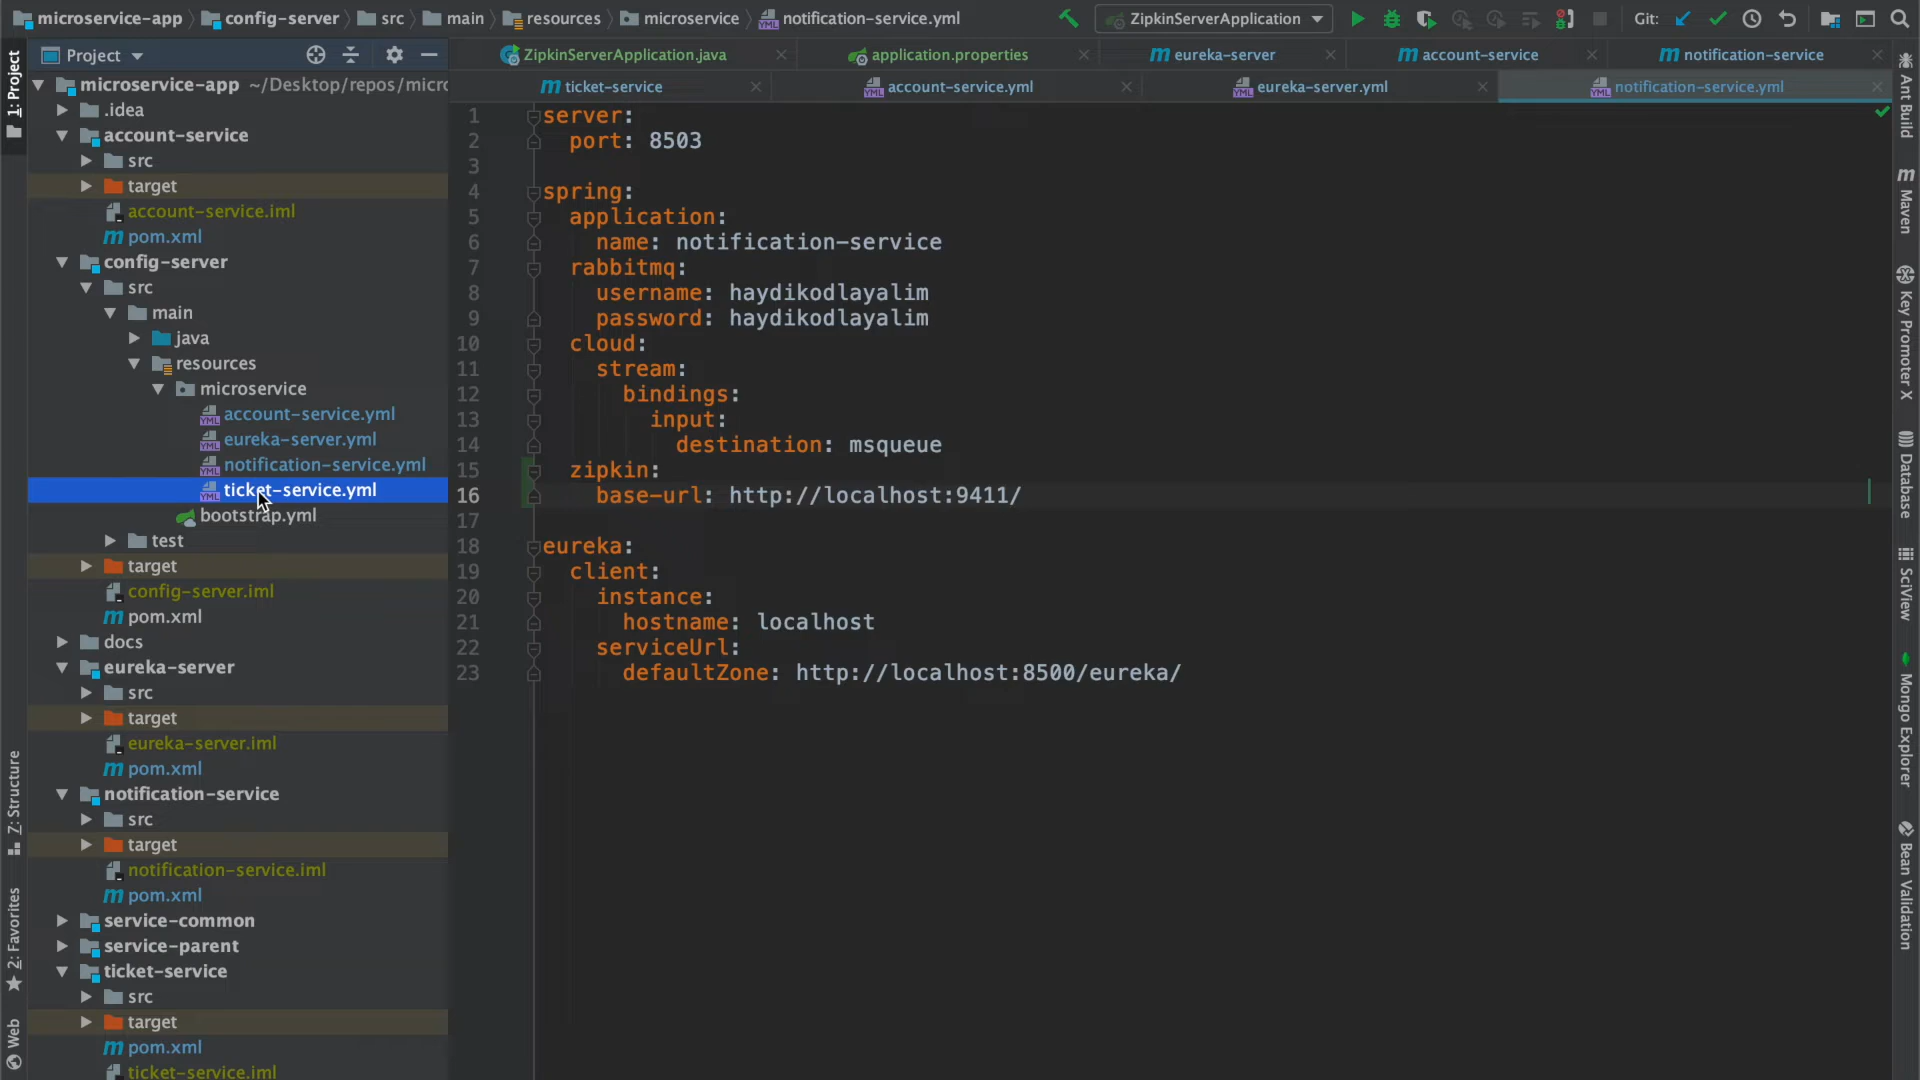 microservice-app config-server src main resources microservice notification-service.yml ZipkinServerApplication Git:
Project
ZipkinServerApplication.java application.properties eureka-server account-service notification-service
ticket-service account-service.yml eureka-server.yml notification-service.yml
microservice-app ~/Desktop/repos/micro
.idea
account-service
src
target
account-service.iml
pom.xml
config-server
src
main
java
resources
microservice
account-service.yml
eureka-server.yml
notification-service.yml
ticket-service.yml
bootstrap.yml
test
target
config-server.iml
pom.xml
docs
eureka-server
src
target
eureka-server.iml
pom.xml
notification-service
src
target
notification-service.iml
pom.xml
service-common
service-parent
ticket-service
src
target
pom.xml
ticket-service.iml
1 server:
2 port: 8503
3
4 spring:
5 application:
6 name: notification-service
7 rabbitmq:
8 username: haydikodlayalim
9 password: haydikodlayalim
10 cloud:
11 stream:
12 bindings:
13 input:
14 destination: msqueue
15 zipkin:
16 base-url: http://localhost:9411/
17
18 eureka:
19 client:
20 instance:
21 hostname: localhost
22 serviceUrl:
23 defaultZone: http://localhost:8500/eureka/
1: Project
Z: Structure
2: Favorites
Web
Ant Build
Maven
Key Promoter X
Database
SciView
Mongo Explorer
Bean Validation